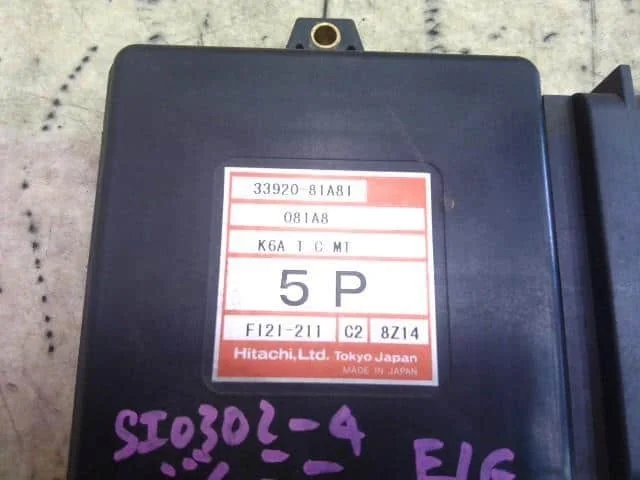 33920-81A81
081A8
K6A T C MT
5 P
F121-211 C2 8Z14
Hitachi, Ltd. Tokyo Japan
MADE IN JAPAN
SI0302-4